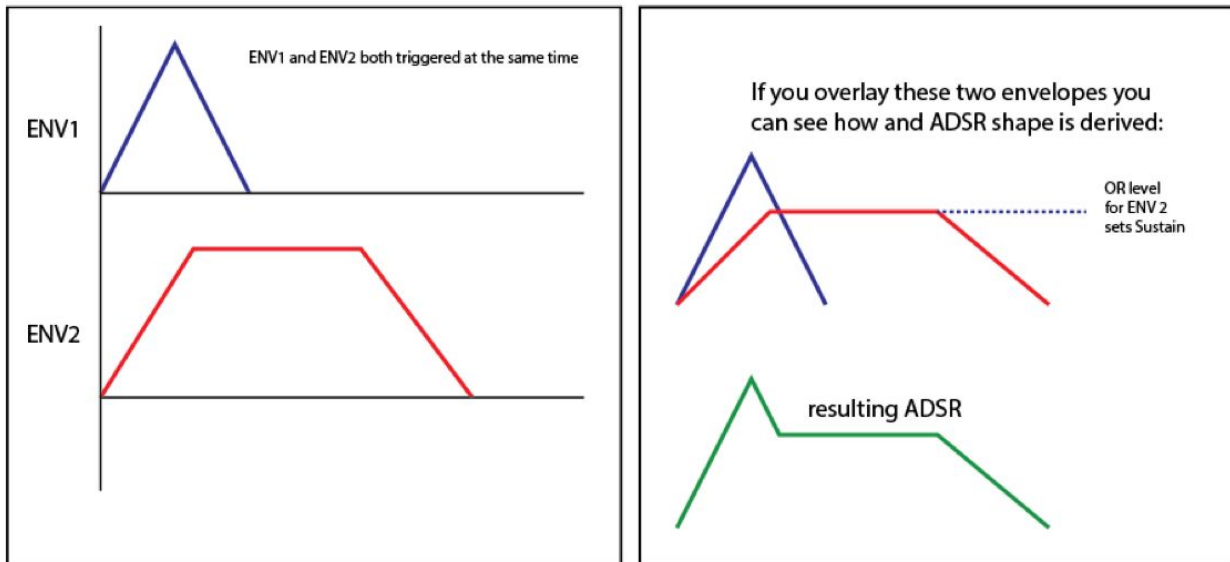 ENV1 and ENV2 both triggered at the same time
ENV1
ENV2
If you overlay these two envelopes you
can see how and ADSR shape is derived:
OR level
for ENV 2
sets Sustain
resulting ADSR